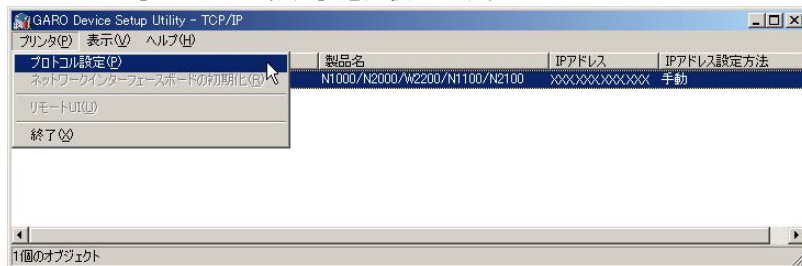 GARO Device Setup Utility - TCP/IP
プリンタ(P) 表示(V) ヘルプ(H)
製品名 IPアドレス IPアドレス設定方法
プロトコル設定(P)
N1000/N2000/W2200/N1100/N2100 XXX.XXX.XXX.XXX 手動
ネットワークインターフェースボードの初期化(R)
リモートUI(U)
終了(X)
1個のオブジェクト